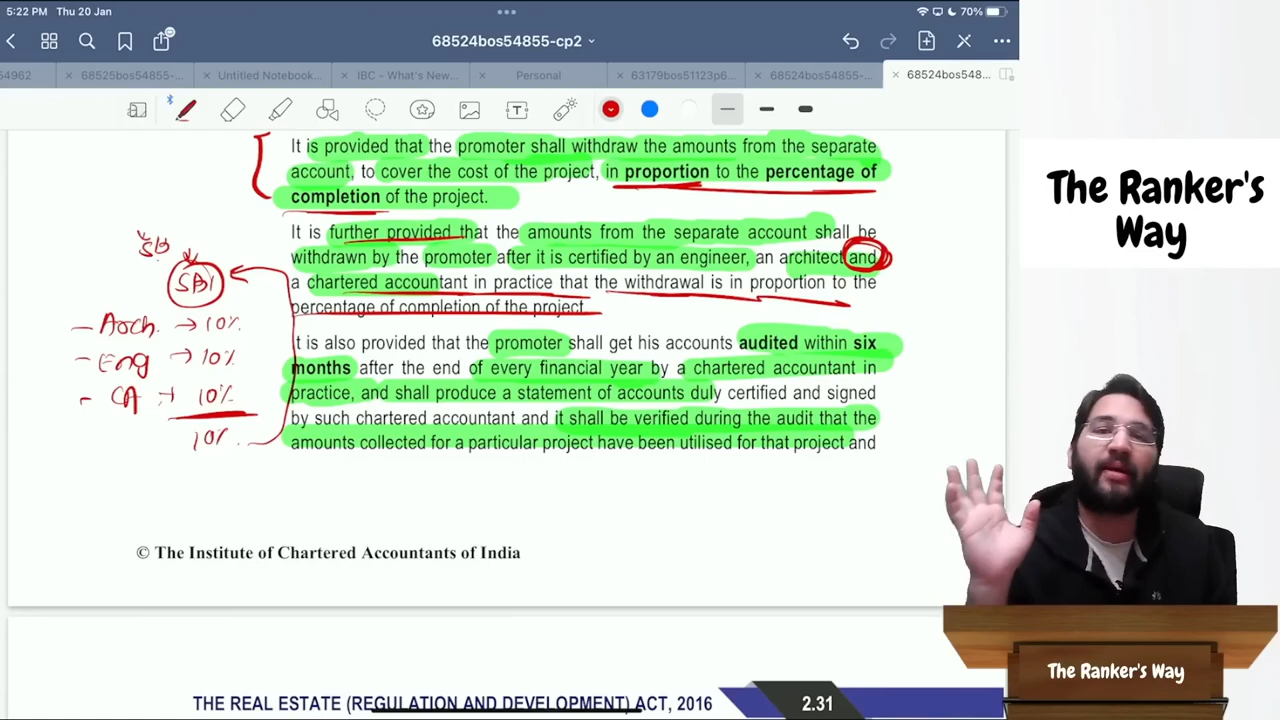 5:22 PM Thu 20 Jan
70%
68524bos54855-cp2
54962
68525bos54855-...
Untitled Notebook...
IBC - What's New...
Personal
63179bos51123p6...
68524bos54855-...
68524bos548...
It is provided that the promoter shall withdraw the amounts from the separate
account, to cover the cost of the project, in proportion to the percentage of
completion of the project.
It is further provided that the amounts from the separate account shall be
withdrawn by the promoter after it is certified by an engineer, an architect and
a chartered accountant in practice that the withdrawal is in proportion to the
percentage of completion of the project.
It is also provided that the promoter shall get his accounts audited within six
months after the end of every financial year by a chartered accountant in
practice, and shall produce a statement of accounts duly certified and signed
by such chartered accountant and it shall be verified during the audit that the
amounts collected for a particular project have been utilised for that project and
SBI
- Arch. → 10%
- Eng → 10%
- CA → 10%
10%
© The Institute of Chartered Accountants of India
THE REAL ESTATE (REGULATION AND DEVELOPMENT) ACT, 2016
2.31
The Ranker's
Way
The Ranker's Way